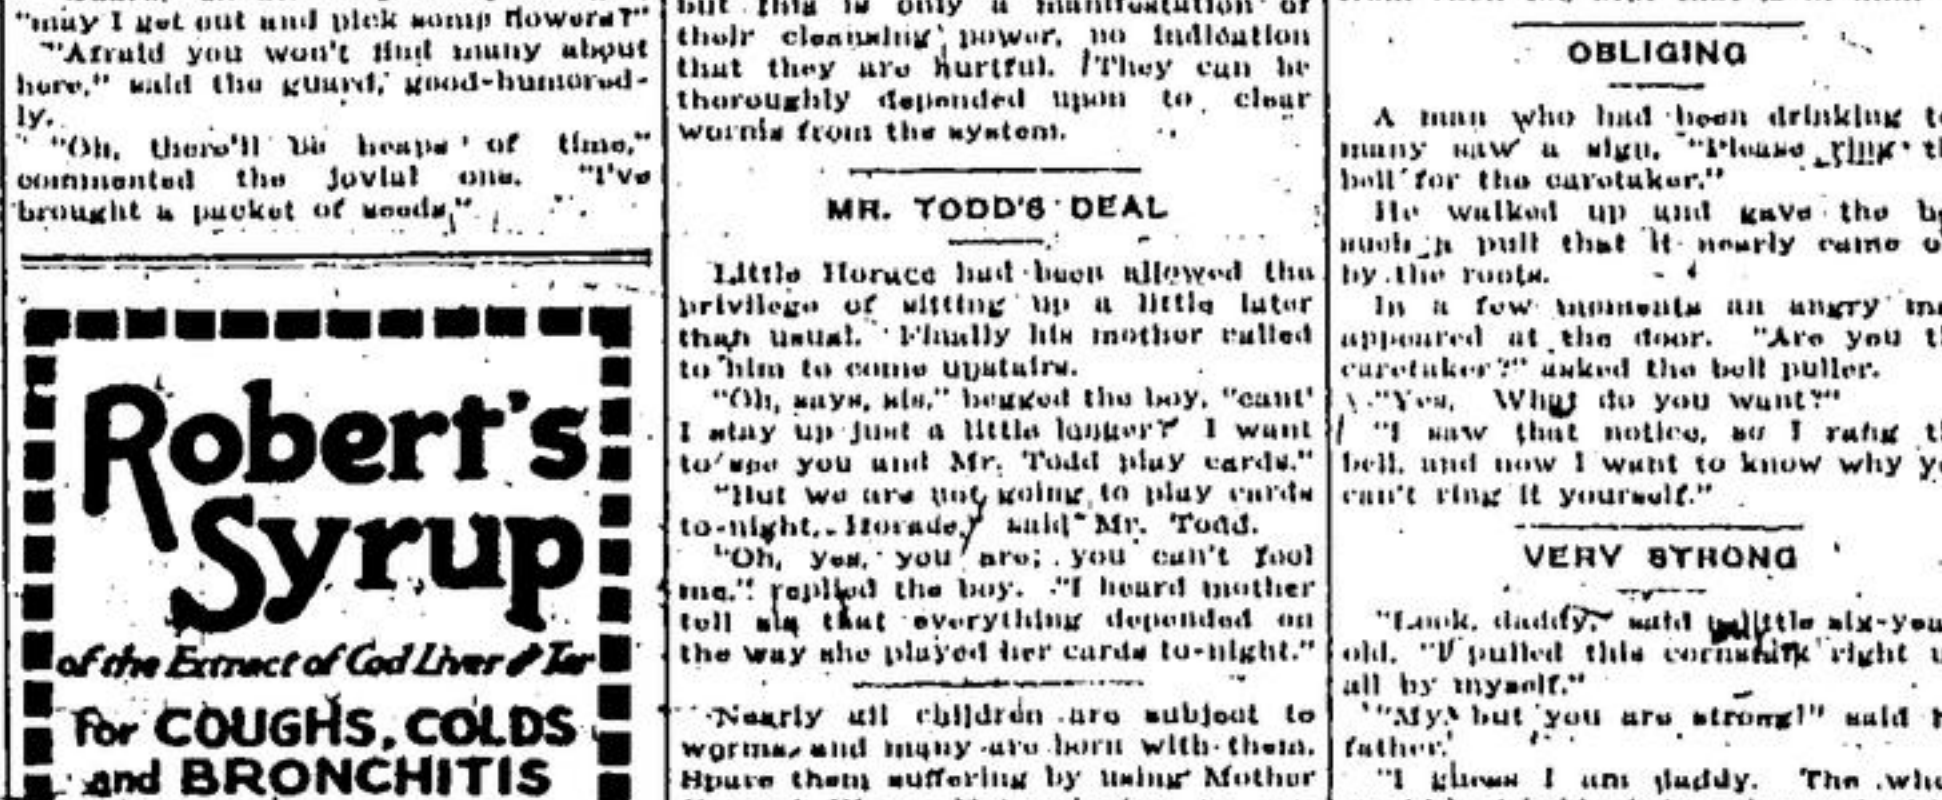 "may I get out and pick some flowers?"
"Afraid you won't find many about
here," said the guard, good-humored-
ly.
"Oh, there'll be heaps of time,"
commented the jovial one. "I've
brought a packet of seeds."
Robert's
Syrup
of the Extract of Cod Liver & Tar
for COUGHS, COLDS
and BRONCHITIS
but this is only a manifestation of
their cleansing power, no indication
that they are hurtful. They can be
thoroughly depended upon to clear
worms from the system.
MR. TODD'S DEAL
Little Horace had been allowed the
privilege of sitting up a little later
than usual. Finally his mother called
to him to come upstairs.
"Oh, says, sis," begged the boy, "cant'
I stay up just a little longer? I want
to see you and Mr. Todd play cards."
"But we are not going to play cards
to-night, Horade," said Mr. Todd.
"Oh, yes, you are; you can't fool
me," replied the boy. "I heard mother
tell sis that everything depended on
the way she played her cards to-night."
Nearly all children are subject to
worms, and many are born with them.
Spare them suffering by using Mother
OBLIGING
A man who had been drinking
many saw a sign, "Please ring
bell for the caretaker."
He walked up and gave the
such a pull that it nearly came
by the roots.
In a few moments an angry
appeared at the door. "Are you
caretaker?" asked the bell puller.
"Yes. What do you want?"
"I saw that notice, so I rang
bell, and now I want to know why
can't ring it yourself."
VERY STRONG
"Look, daddy," said a little six-year-
old, "I pulled this cornstalk right
all by myself."
"My, but you are strong!" said
father.
"I guess I am daddy. The